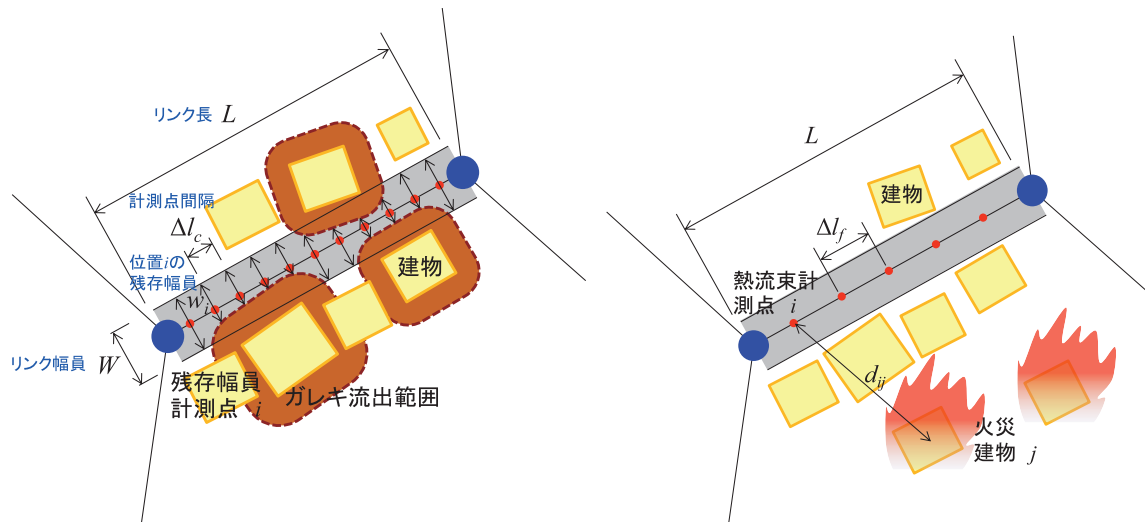 リンク長 L
計測点間隔
Δl_c
位置iの
残存幅員
w_i
建物
リンク幅員 W
残存幅員
計測点 i
ガレキ流出範囲
L
建物
Δl_f
熱流束計
測点 i
d_ij
火災
建物 j